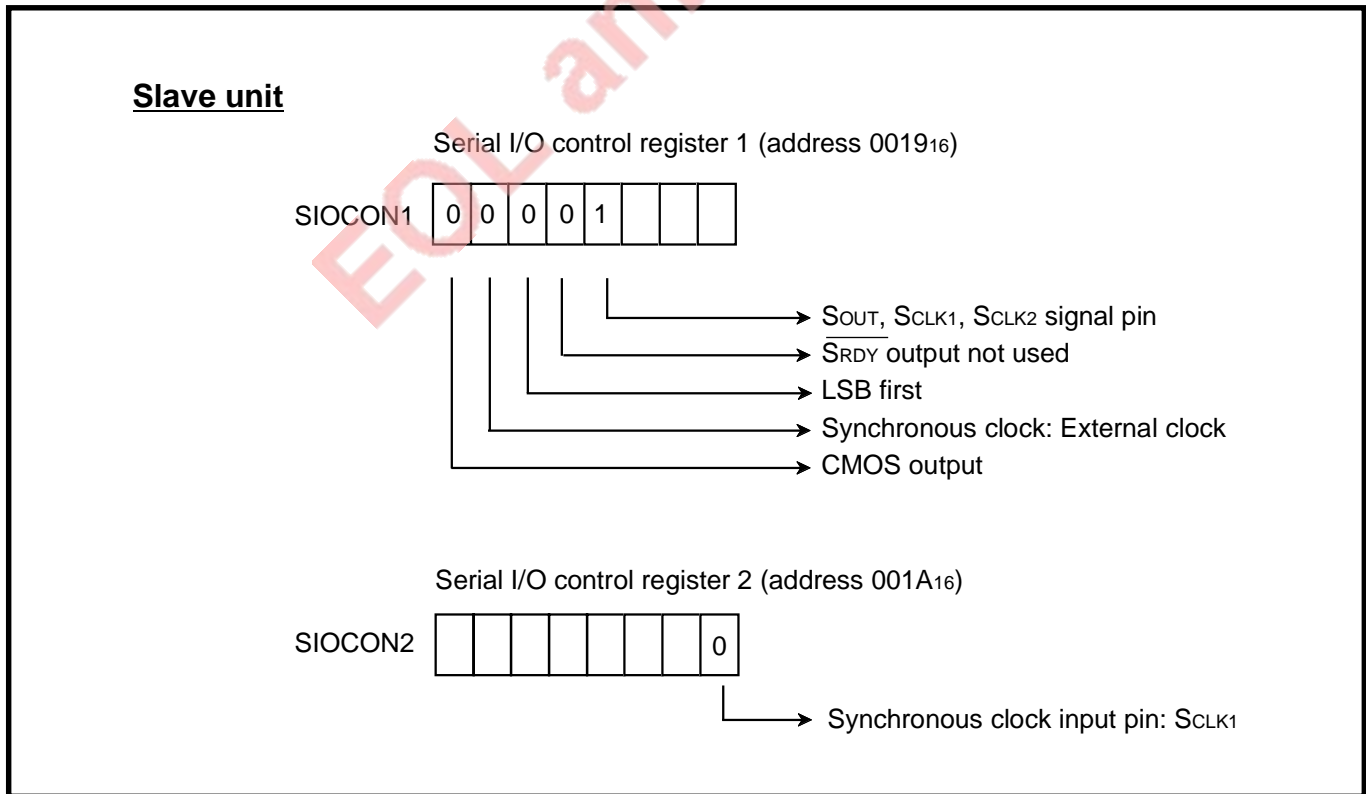 EOL an
Slave unit
Serial I/O control register 1 (address 0019₁₆)
SIOCON1 0 0 0 0 1
SOUT, SCLK1, SCLK2 signal pin
S̅R̅D̅Y̅ output not used
LSB first
Synchronous clock: External clock
CMOS output
Serial I/O control register 2 (address 001A₁₆)
SIOCON2 0
Synchronous clock input pin: SCLK1